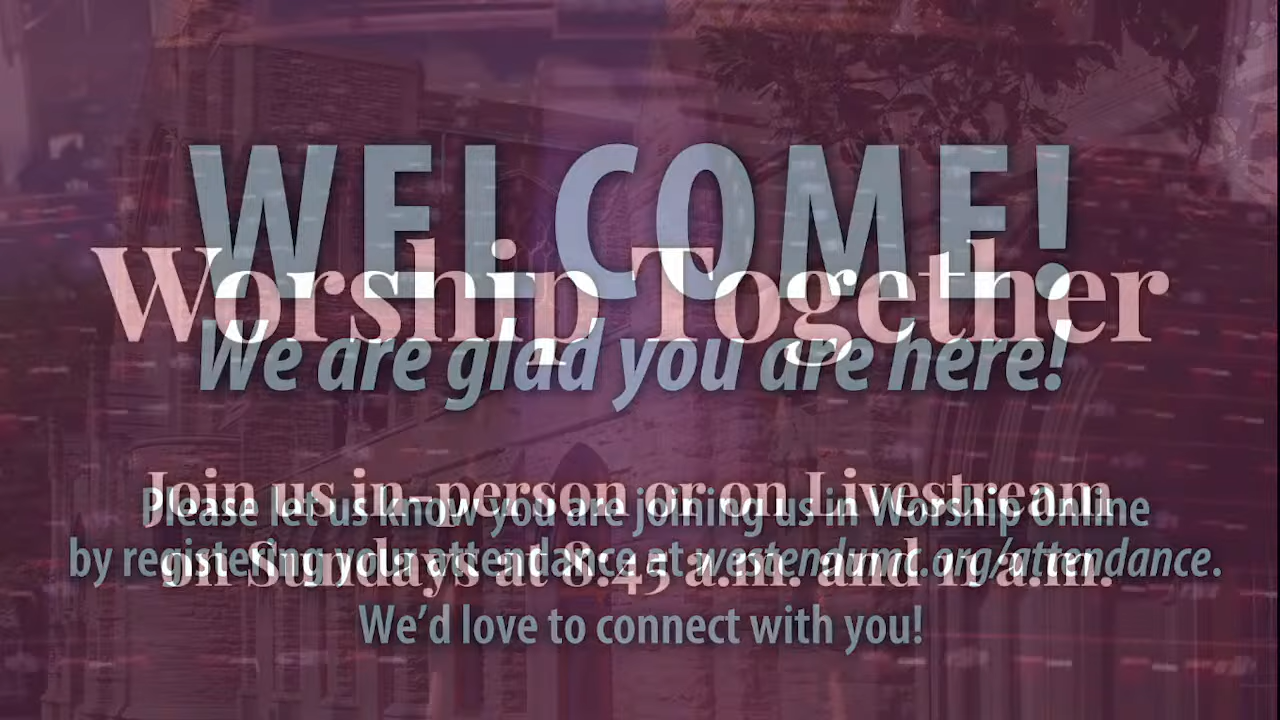 WELCOME!
Worship Together
We are glad you are here!
Join us in-person or on Livestream
Please let us know you are joining us in Worship Online
by registering your attendance at westendumc.org/attendance.
on Sundays at 8:45 a.m. and 11 a.m.
We'd love to connect with you!